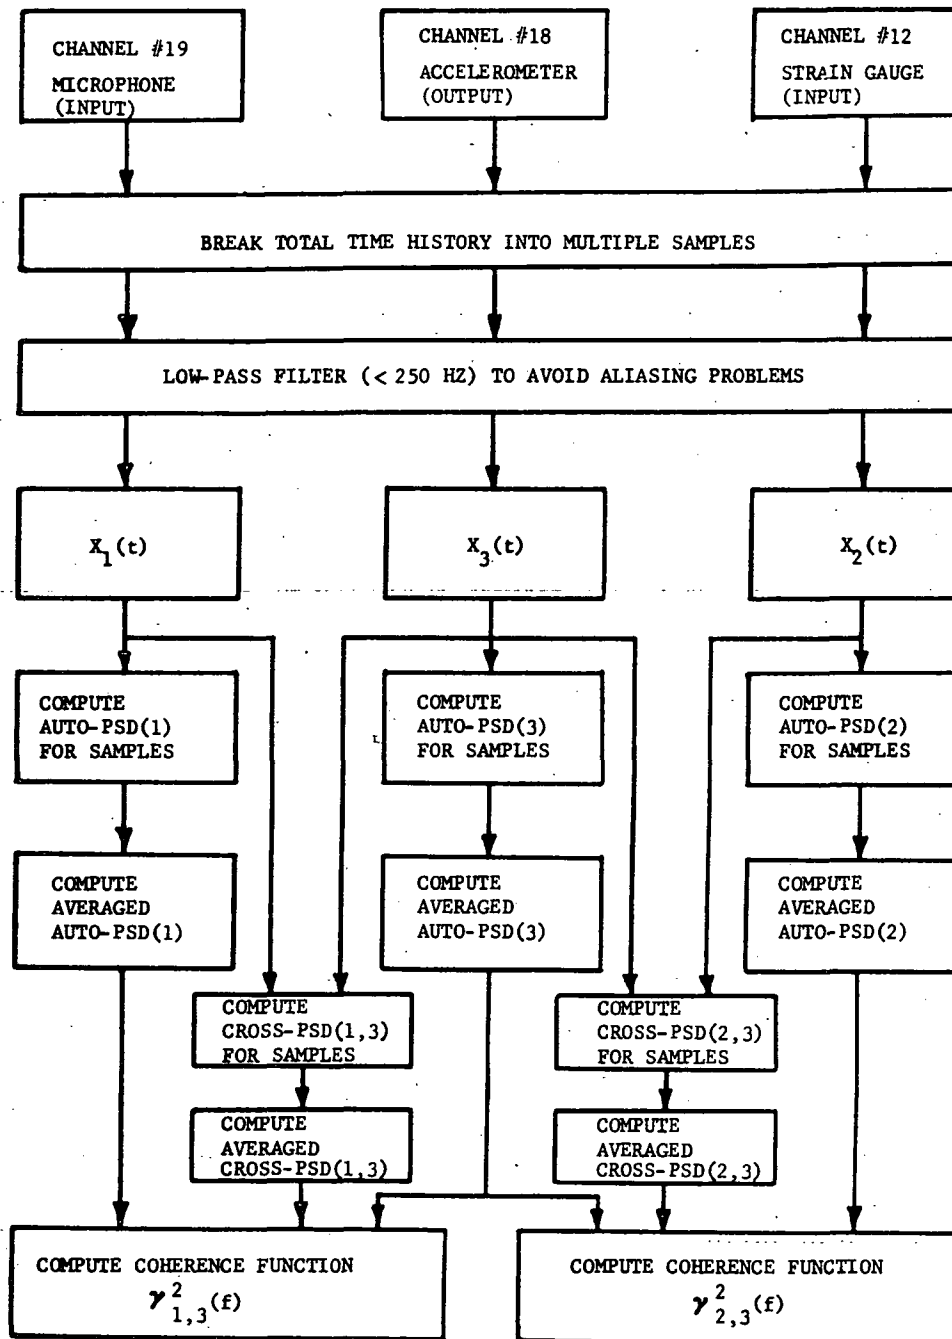 CHANNEL #19
MICROPHONE
(INPUT)
CHANNEL #18
ACCELEROMETER
(OUTPUT)
CHANNEL #12
STRAIN GAUGE
(INPUT)
BREAK TOTAL TIME HISTORY INTO MULTIPLE SAMPLES
LOW-PASS FILTER (< 250 HZ) TO AVOID ALIASING PROBLEMS
X1(t)
X3(t)
X2(t)
COMPUTE
AUTO-PSD(1)
FOR SAMPLES
COMPUTE
AUTO-PSD(3)
FOR SAMPLES
COMPUTE
AUTO-PSD(2)
FOR SAMPLES
COMPUTE
AVERAGED
AUTO-PSD(1)
COMPUTE
AVERAGED
AUTO-PSD(3)
COMPUTE
AVERAGED
AUTO-PSD(2)
COMPUTE
CROSS-PSD(1,3)
FOR SAMPLES
COMPUTE
CROSS-PSD(2,3)
FOR SAMPLES
COMPUTE
AVERAGED
CROSS-PSD(1,3)
COMPUTE
AVERAGED
CROSS-PSD(2,3)
COMPUTE COHERENCE FUNCTION
γ²1,3(f)
COMPUTE COHERENCE FUNCTION
γ²2,3(f)